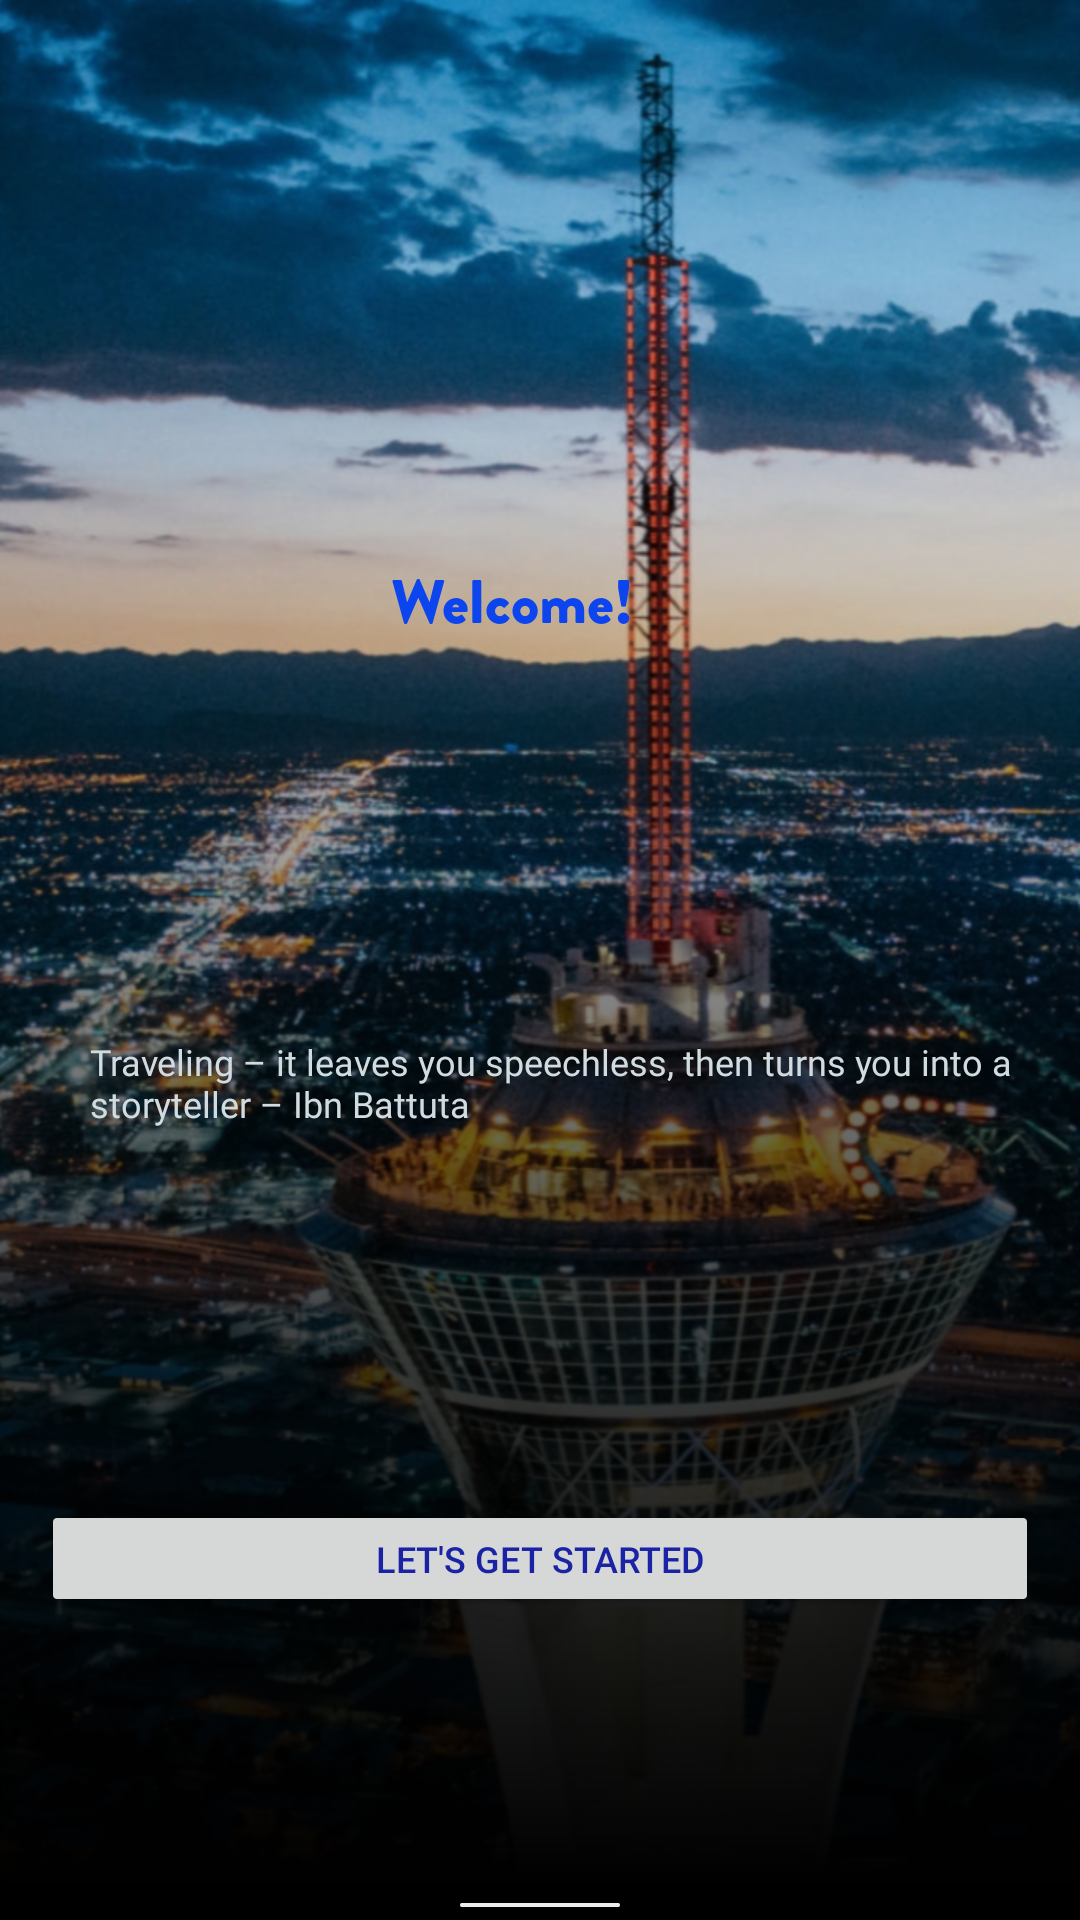 Welcome!
Traveling – it leaves you speechless, then turns you into a
storyteller – Ibn Battuta
LET'S GET STARTED